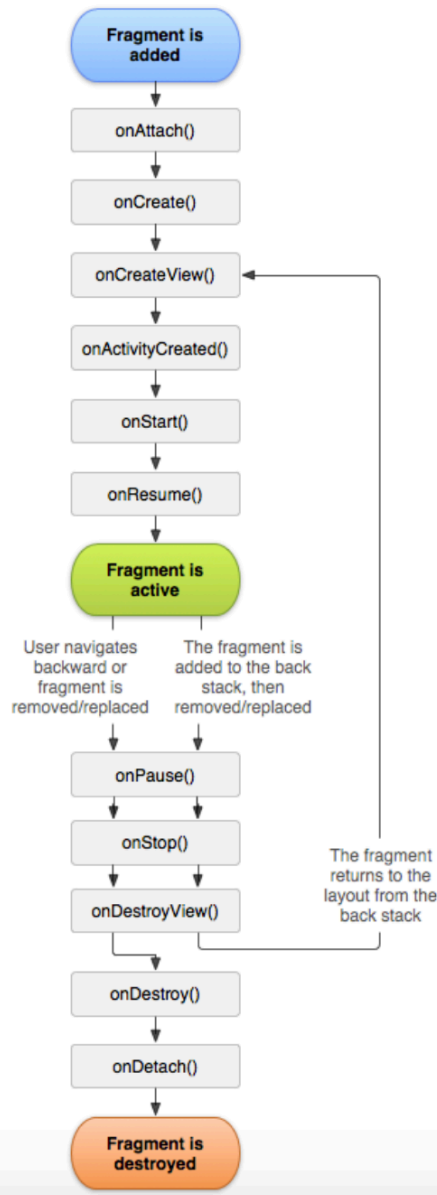 Fragment is
added
onAttach()
onCreate()
onCreateView()
onActivityCreated()
onStart()
onResume()
Fragment is
active
User navigates
backward or
fragment is
removed/replaced
The fragment is
added to the back
stack, then
removed/replaced
onPause()
onStop()
onDestroyView()
The fragment
returns to the
layout from the
back stack
onDestroy()
onDetach()
Fragment is
destroyed